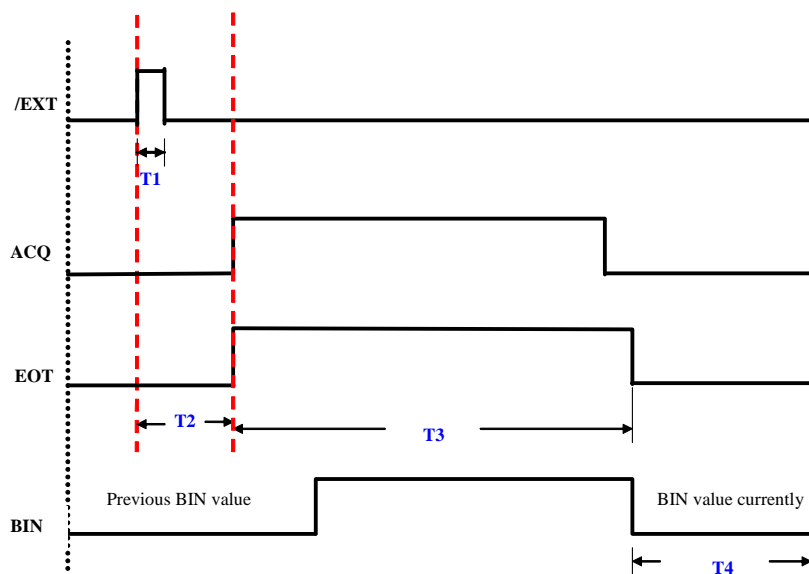 /EXT
T1
ACQ
EOT
T2
T3
Previous BIN value
BIN value currently
BIN
T4